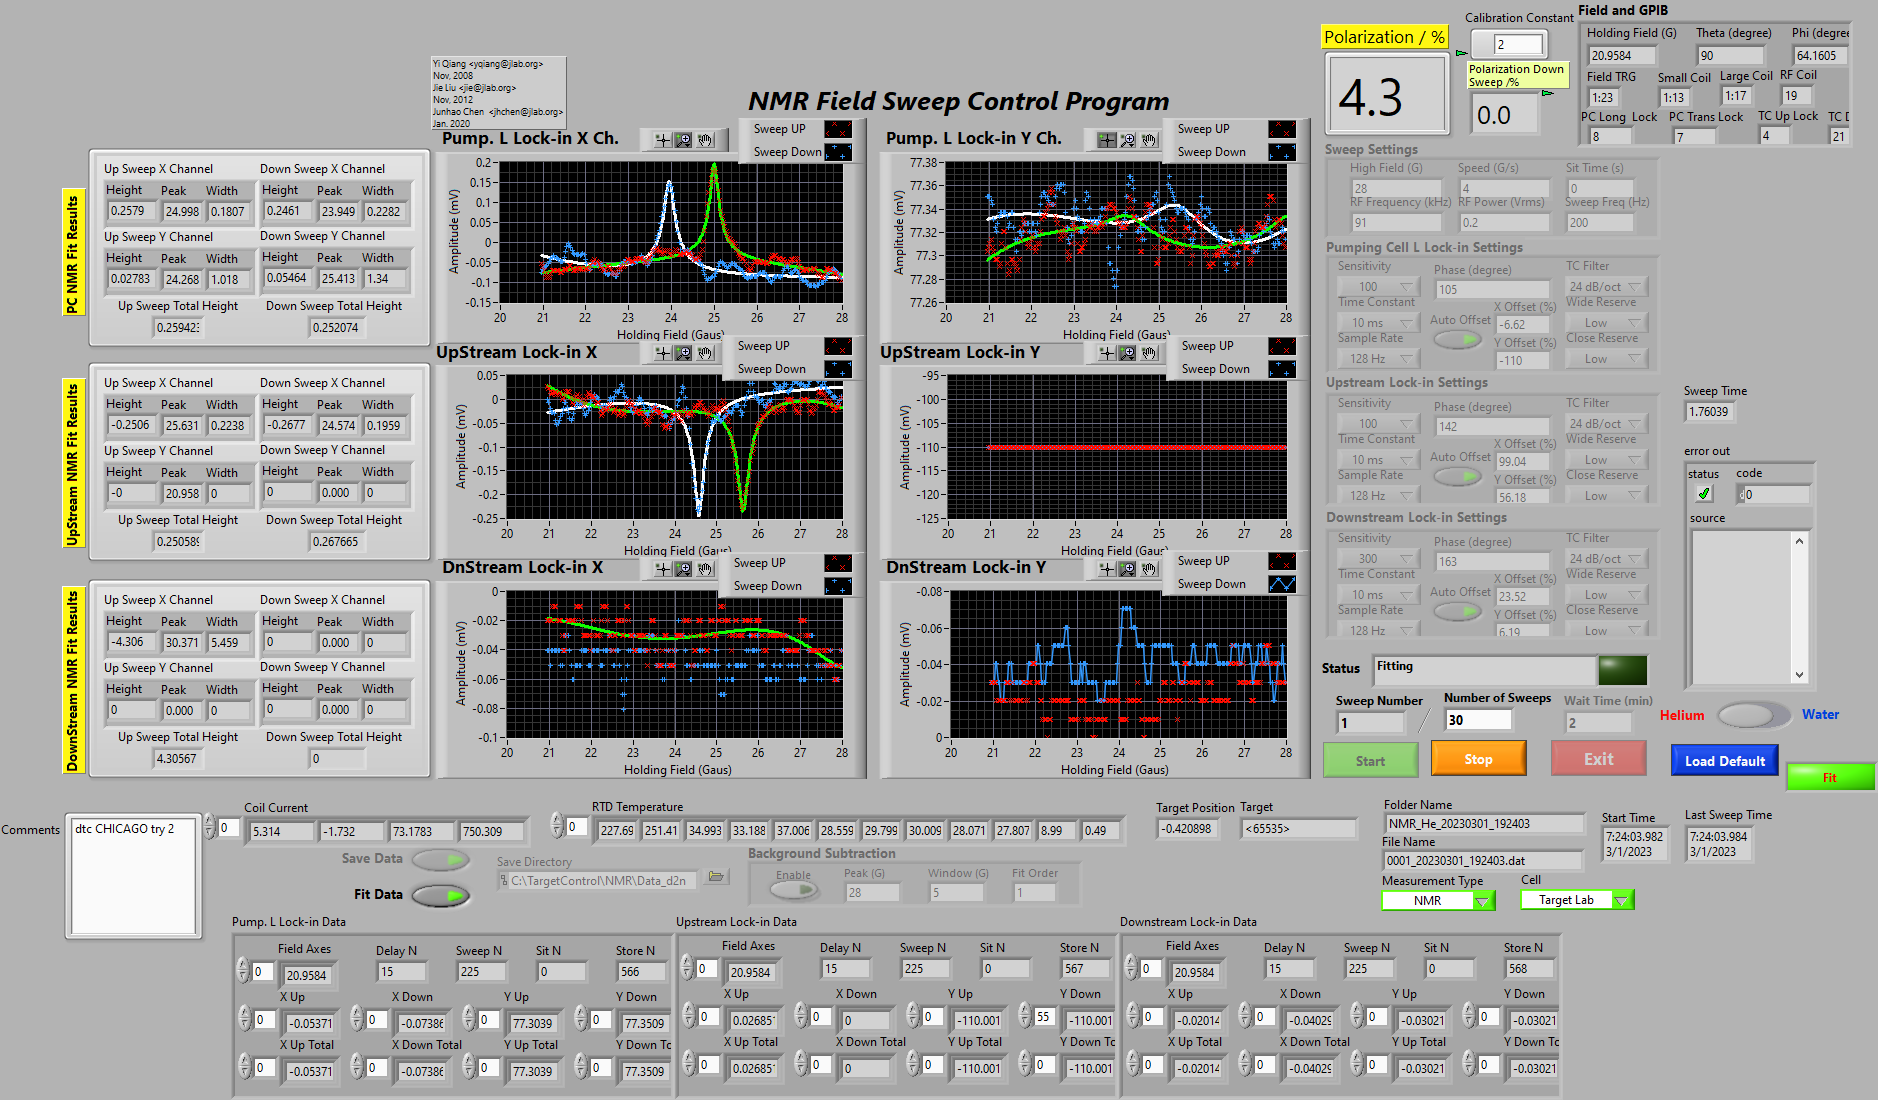 Yi Qiang <yqiang@jlab.org>
Nov, 2008
Jie Liu <jie@jlab.org>
Nov, 2012
Junhao Chen <jhchen@jlab.org>
Jan. 2020
NMR Field Sweep Control Program
Polarization / %
4.3
Calibration Constant
2
Polarization Down
Sweep /%
0.0
Field and GPIB
Holding Field (G) Theta (degree) Phi (degree
20.9584 90 64.1605
Field TRG Small Coil Large Coil RF Coil
1:23 1:13 1:17 19
PC Long Lock PC Trans Lock TC Up Lock TC D
8 7 4 21
PC NMR Fit Results
Up Sweep X Channel Down Sweep X Channel
Height Peak Width Height Peak Width
0.2579 24.998 0.1807 0.2461 23.949 0.2282
Up Sweep Y Channel Down Sweep Y Channel
Height Peak Width Height Peak Width
0.02783 24.268 1.018 0.05464 25.413 1.34
Up Sweep Total Height Down Sweep Total Height
0.259423 0.252074
Pump. L Lock-in X Ch.
Sweep UP
Sweep Down
Amplitude (mV)
0.2
0.15
0.1
0.05
0
-0.05
-0.1
-0.15
20 21 22 23 24 25 26 27 28
Holding Field (Gaus)
Pump. L Lock-in Y Ch.
Sweep UP
Sweep Down
Amplitude (mV)
77.38
77.36
77.34
77.32
77.3
77.28
77.26
20 21 22 23 24 25 26 27 28
Holding Field (Gaus)
UpStream NMR Fit Results
Up Sweep X Channel Down Sweep X Channel
Height Peak Width Height Peak Width
-0.2506 25.631 0.2238 -0.2677 24.574 0.1959
Up Sweep Y Channel Down Sweep Y Channel
Height Peak Width Height Peak Width
-0 20.958 0 0 0.000 0
Up Sweep Total Height Down Sweep Total Height
0.250589 0.267665
UpStream Lock-in X
Sweep UP
Sweep Down
Amplitude (mV)
0.05
0
-0.05
-0.1
-0.15
-0.2
-0.25
20 21 22 23 24 25 26 27 28
Holding Field (Gaus)
UpStream Lock-in Y
Sweep UP
Sweep Down
Amplitude (mV)
-95
-100
-105
-110
-115
-120
-125
20 21 22 23 24 25 26 27 28
Holding Field (Gaus)
DownStream NMR Fit Results
Up Sweep X Channel Down Sweep X Channel
Height Peak Width Height Peak Width
-4.306 30.371 5.459 0 0.000 0
Up Sweep Y Channel Down Sweep Y Channel
Height Peak Width Height Peak Width
0 0.000 0 0 0.000 0
Up Sweep Total Height Down Sweep Total Height
4.30567 0
DnStream Lock-in X
Sweep UP
Sweep Down
Amplitude (mV)
0
-0.02
-0.04
-0.06
-0.08
-0.1
20 21 22 23 24 25 26 27 28
Holding Field (Gaus)
DnStream Lock-in Y
Sweep UP
Sweep Down
Amplitude (mV)
-0.08
-0.06
-0.04
-0.02
0
20 21 22 23 24 25 26 27 28
Holding Field (Gaus)
Sweep Settings
High Field (G) Speed (G/s) Sit Time (s)
28 4 0
RF Frequency (kHz) RF Power (Vrms) Sweep Freq (Hz)
91 0.2 200
Pumping Cell L Lock-in Settings
Sensitivity Phase (degree) TC Filter
100 105 24 dB/oct
Time Constant X Offset (%) Wide Reserve
10 ms Auto Offset -6.62 Low
Sample Rate Y Offset (%) Close Reserve
128 Hz -110 Low
Upstream Lock-in Settings
Sensitivity Phase (degree) TC Filter
100 142 24 dB/oct
Time Constant X Offset (%) Wide Reserve
10 ms Auto Offset 99.04 Low
Sample Rate Y Offset (%) Close Reserve
128 Hz 56.18 Low
Downstream Lock-in Settings
Sensitivity Phase (degree) TC Filter
300 163 24 dB/oct
Time Constant X Offset (%) Wide Reserve
10 ms Auto Offset 23.52 Low
Sample Rate Y Offset (%) Close Reserve
128 Hz 6.19 Low
Sweep Time
1.76039
error out
status code
0
source
Status Fitting
Sweep Number Number of Sweeps Wait Time (min)
1 30 2
Helium Water
Start Stop Exit Load Default Fit
Comments
dtc CHICAGO try 2
Coil Current
0 5.314 -1.732 73.1783 750.309
RTD Temperature
0 227.69 251.41 34.993 33.188 37.006 28.559 29.799 30.009 28.071 27.807 8.99 0.49
Target Position Target
-0.420898 <65535>
Folder Name
NMR_He_20230301_192403
File Name
0001_20230301_192403.dat
Start Time
7:24:03.982
3/1/2023
Last Sweep Time
7:24:03.984
3/1/2023
Measurement Type Cell
NMR Target Lab
Save Data
Fit Data
Save Directory
C:\TargetControl\NMR\Data_d2n
Background Subtraction
Enable Peak (G) Window (G) Fit Order
28 5 1
Pump. L Lock-in Data
Field Axes Delay N Sweep N Sit N Store N
0 20.9584 15 225 0 566
X Up X Down Y Up Y Down
0 -0.05371 0 -0.07386 0 77.3039 0 77.3509
X Up Total X Down Total Y Up Total Y Down To
0 -0.05371 0 -0.07386 0 77.3039 0 77.3509
Upstream Lock-in Data
Field Axes Delay N Sweep N Sit N Store N
0 20.9584 15 225 0 567
X Up X Down Y Up Y Down
0 0.02685 0 0 0 -110.001 55 -110.001
X Up Total X Down Total Y Up Total Y Down To
0 0.02685 0 0 0 -110.001 0 -110.001
Downstream Lock-in Data
Field Axes Delay N Sweep N Sit N Store N
0 20.9584 15 225 0 568
X Up X Down Y Up Y Down
0 -0.02014 0 -0.04029 0 -0.03021 0 -0.03021
X Up Total X Down Total Y Up Total Y Down To
0 -0.02014 0 -0.04029 0 -0.03021 0 -0.03021